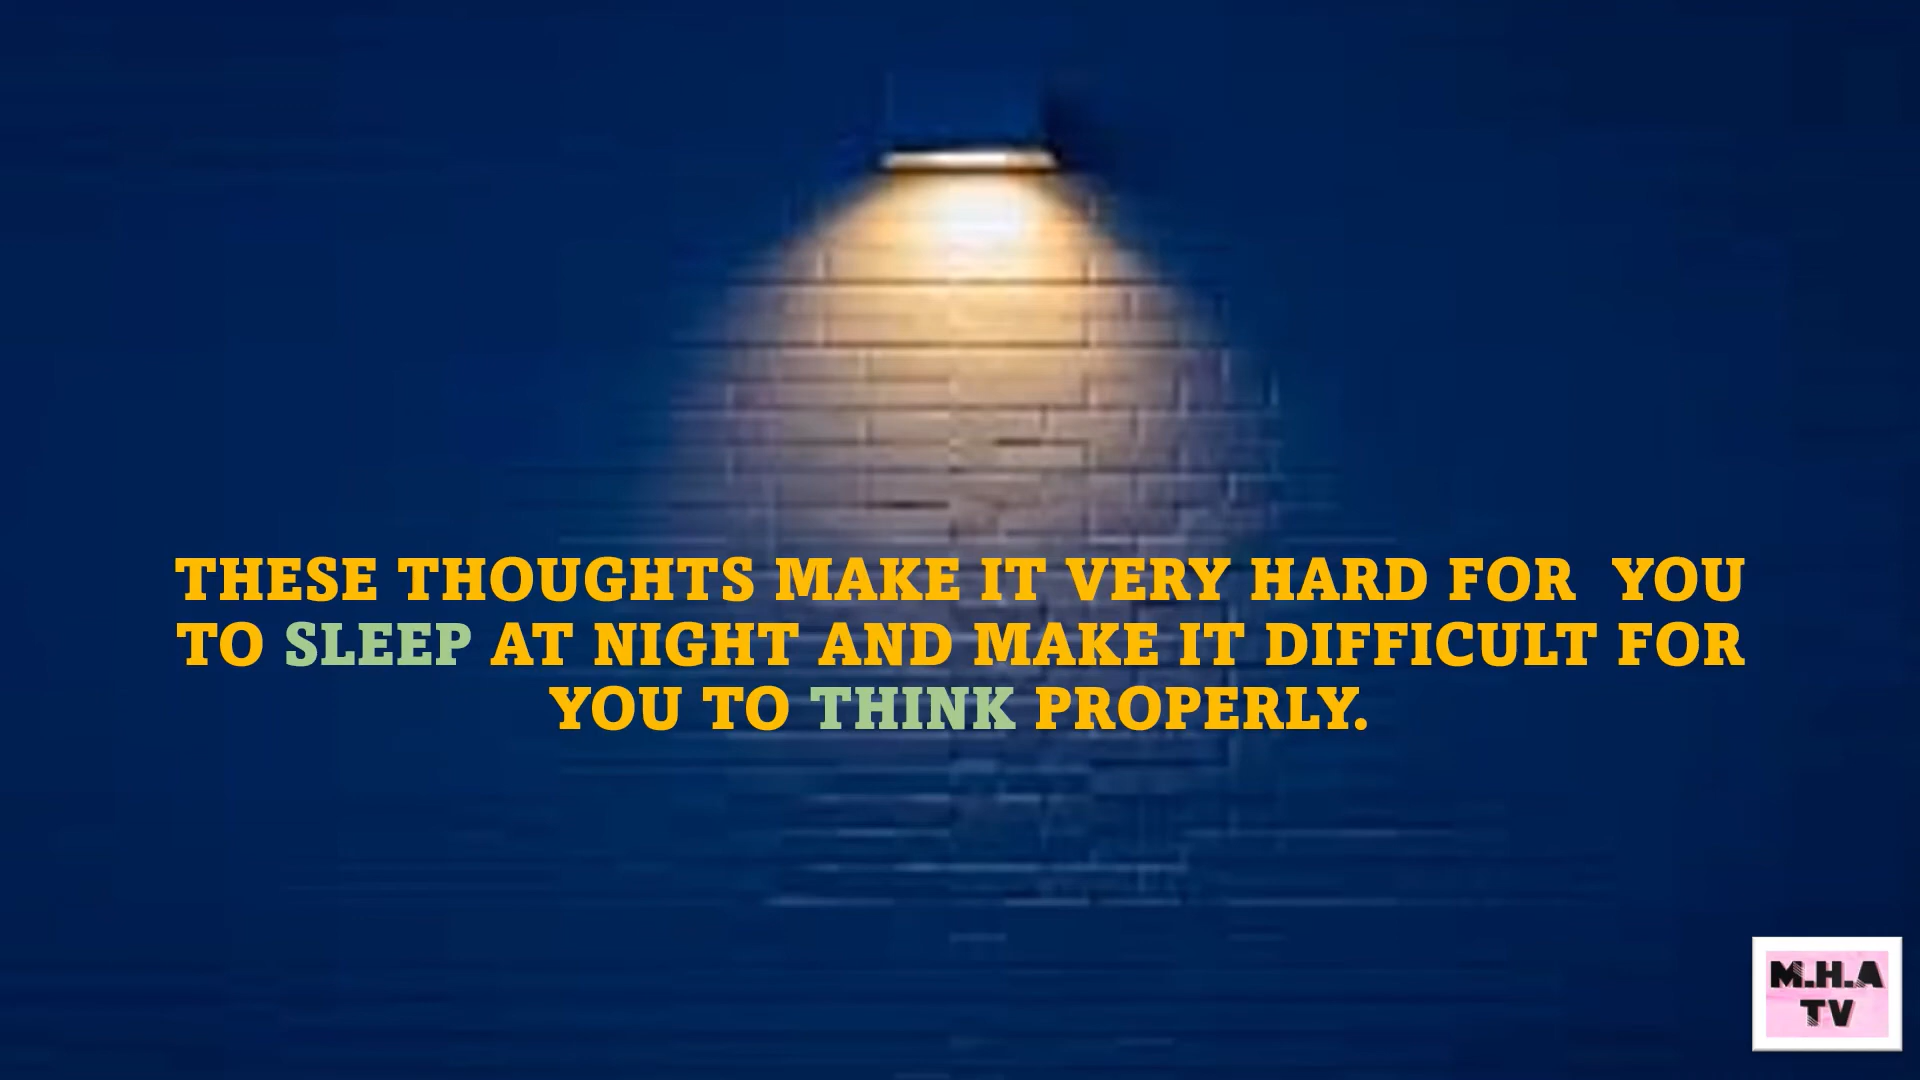 THESE THOUGHTS MAKE IT VERY HARD FOR  YOU
TO SLEEP AT NIGHT AND MAKE IT DIFFICULT FOR
YOU TO THINK PROPERLY.
M.H.A
TV